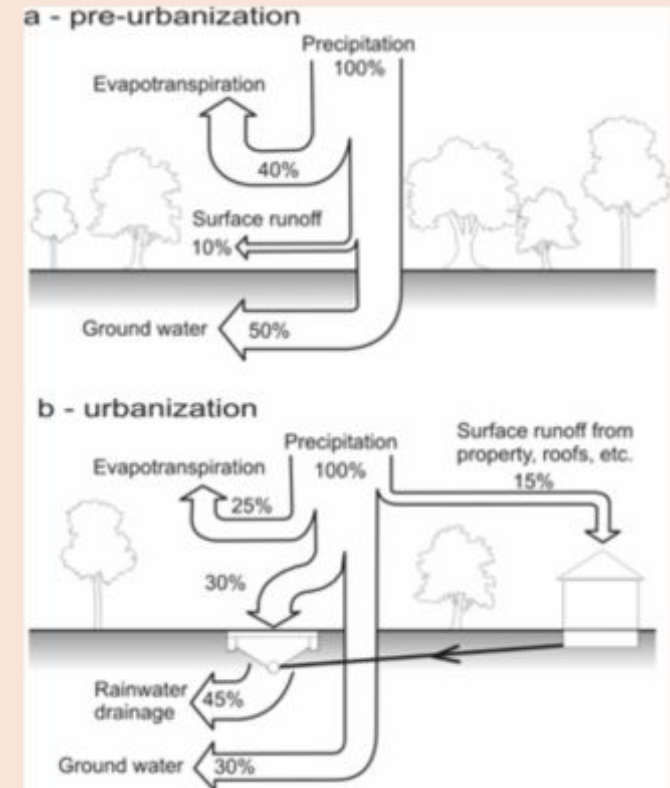 a - pre-urbanization
Precipitation
100%
Evapotranspiration
40%
Surface runoff
10%
Ground water
50%
b - urbanization
Precipitation
100%
Surface runoff from
property, roofs, etc.
15%
Evapotranspiration
25%
30%
Rainwater
drainage
45%
Ground water
30%